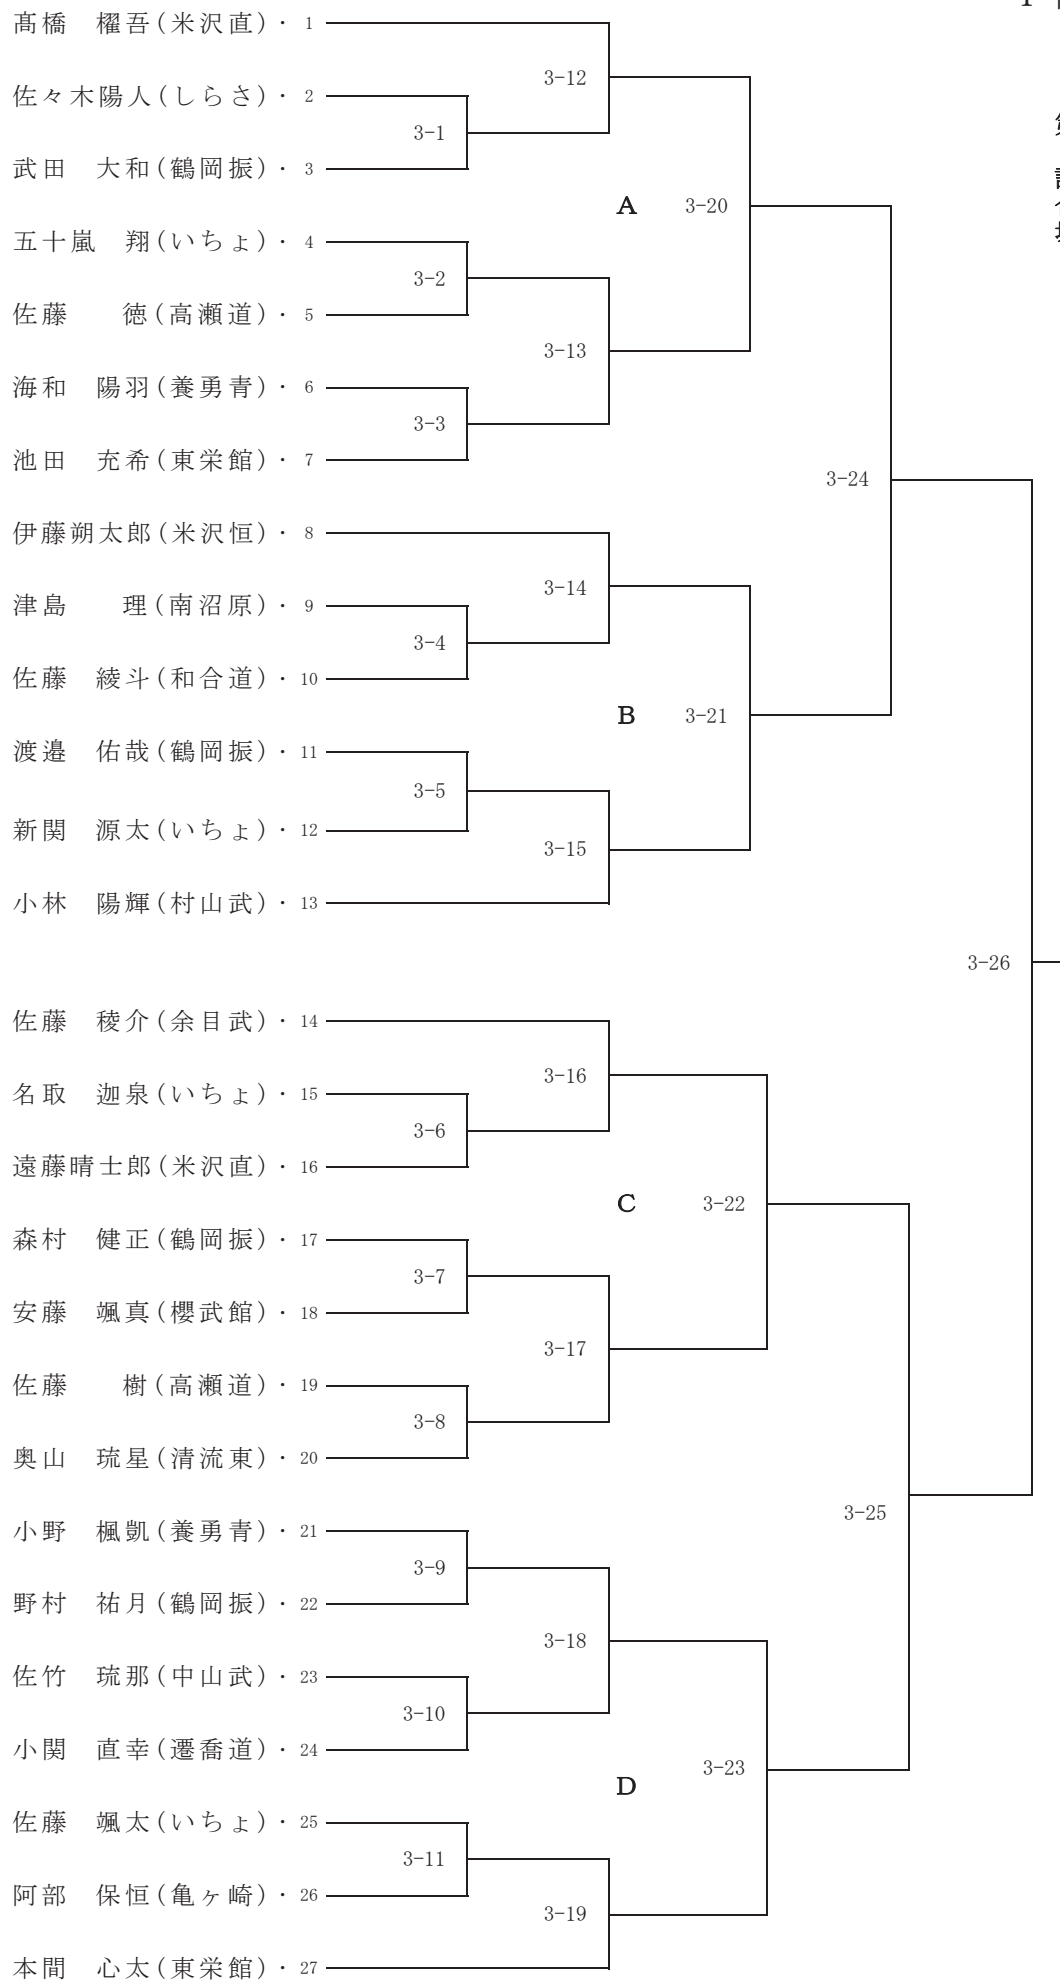 髙橋　櫂吾(米沢直)・ 1
3-12
佐々木陽人(しらさ)・ 2
3-1
武田　大和(鶴岡振)・ 3
A 3-20
五十嵐　翔(いちょ)・ 4
3-2
佐藤　　徳(高瀬道)・ 5
3-13
海和　陽羽(養勇青)・ 6
3-3
池田　充希(東栄館)・ 7
3-24
伊藤朔太郎(米沢恒)・ 8
3-14
津島　　理(南沼原)・ 9
3-4
佐藤　綾斗(和合道)・ 10
B 3-21
渡邉　佑哉(鶴岡振)・ 11
3-5
新関　源太(いちょ)・ 12
3-15
小林　陽輝(村山武)・ 13
3-26
佐藤　稜介(余目武)・ 14
3-16
名取　迦泉(いちょ)・ 15
3-6
遠藤晴士郎(米沢直)・ 16
C 3-22
森村　健正(鶴岡振)・ 17
3-7
安藤　颯真(櫻武館)・ 18
3-17
佐藤　　樹(高瀬道)・ 19
3-8
奥山　琉星(清流東)・ 20
3-25
小野　楓凱(養勇青)・ 21
3-9
野村　祐月(鶴岡振)・ 22
3-18
佐竹　琉那(中山武)・ 23
3-10
小関　直幸(遷喬道)・ 24
D 3-23
佐藤　颯太(いちょ)・ 25
3-11
阿部　保恒(亀ヶ崎)・ 26
3-19
本間　心太(東栄館)・ 27